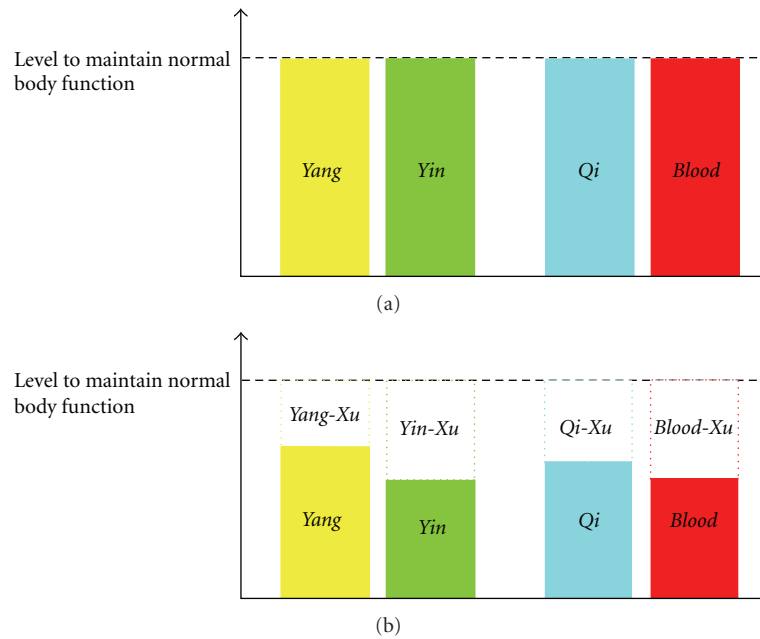 Level to maintain normal
body function
Yang
Yin
Qi
Blood
(a)
Level to maintain normal
body function
Yang-Xu
Yin-Xu
Qi-Xu
Blood-Xu
Yang
Yin
Qi
Blood
(b)